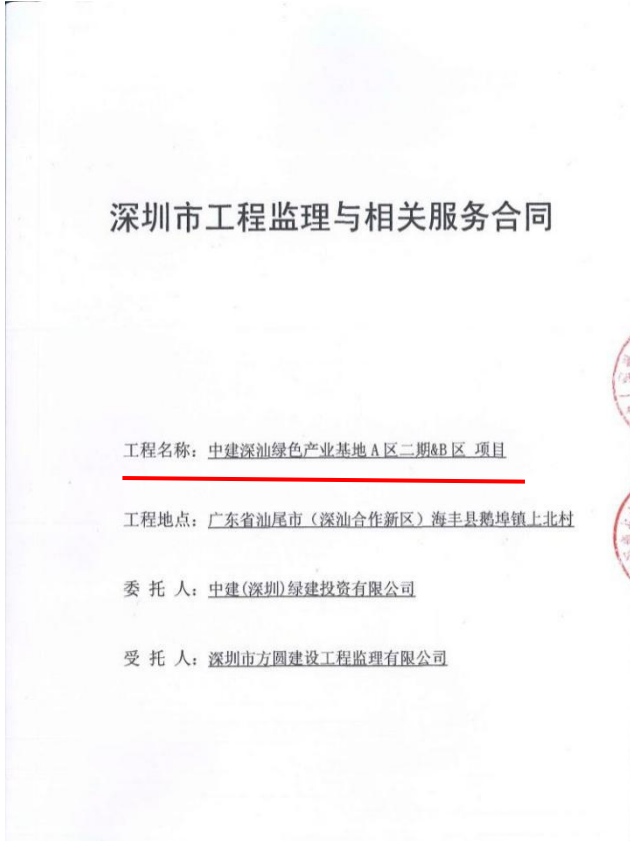 深圳市工程监理与相关服务合同
工程名称：中建深汕绿色产业基地A区二期&B区 项目
工程地点：广东省汕尾市（深汕合作新区）海丰县鹅埠镇上北村
委 托 人：中建(深圳)绿建投资有限公司
受 托 人：深圳市方圆建设工程监理有限公司